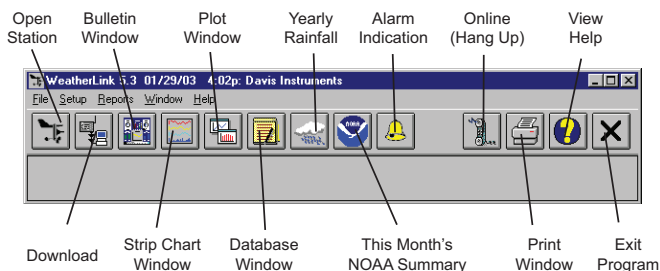 Open Station
Bulletin Window
Plot Window
Yearly Rainfall
Alarm Indication
Online (Hang Up)
View Help
WeatherLink 5.3 01/29/03 4:02p: Davis Instruments
File Setup Reports Window Help
NOAA
Download
Strip Chart Window
Database Window
This Month's NOAA Summary
Print Window
Exit Program